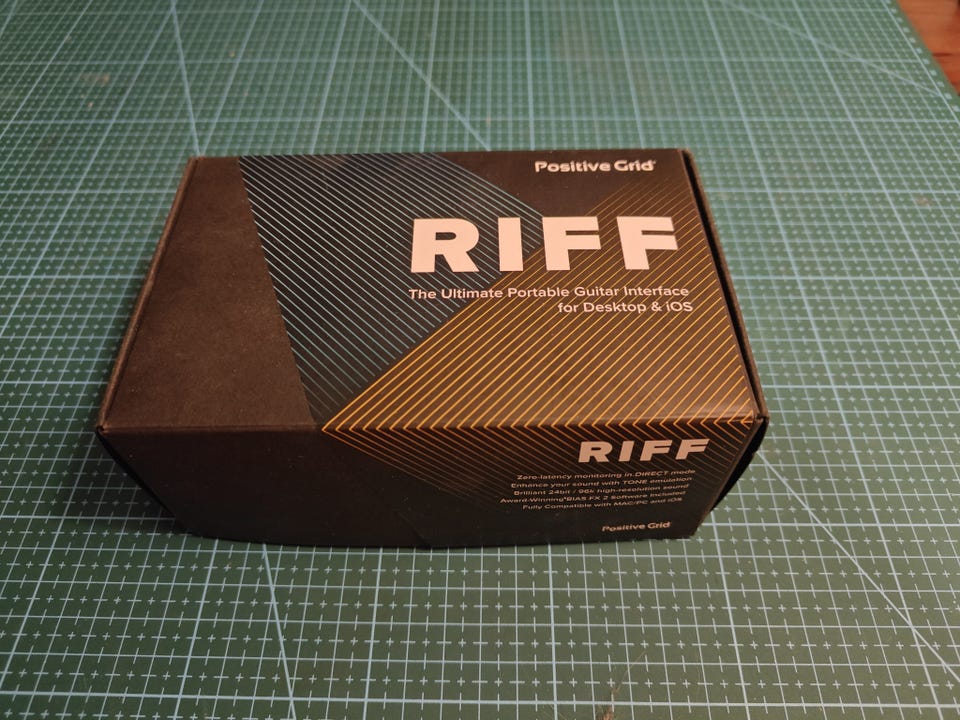 Positive Grid
RIFF
The Ultimate Portable Guitar Interface
for Desktop & iOS
RIFF
Zero-latency monitoring in DIRECT mode
Enhance your sound with TONE emulation
Brilliant 24bit / 96k high-resolution sound
Award-Winning BIAS FX 2 Software Included
Fully Compatible with MAC/PC and iOS
Positive Grid